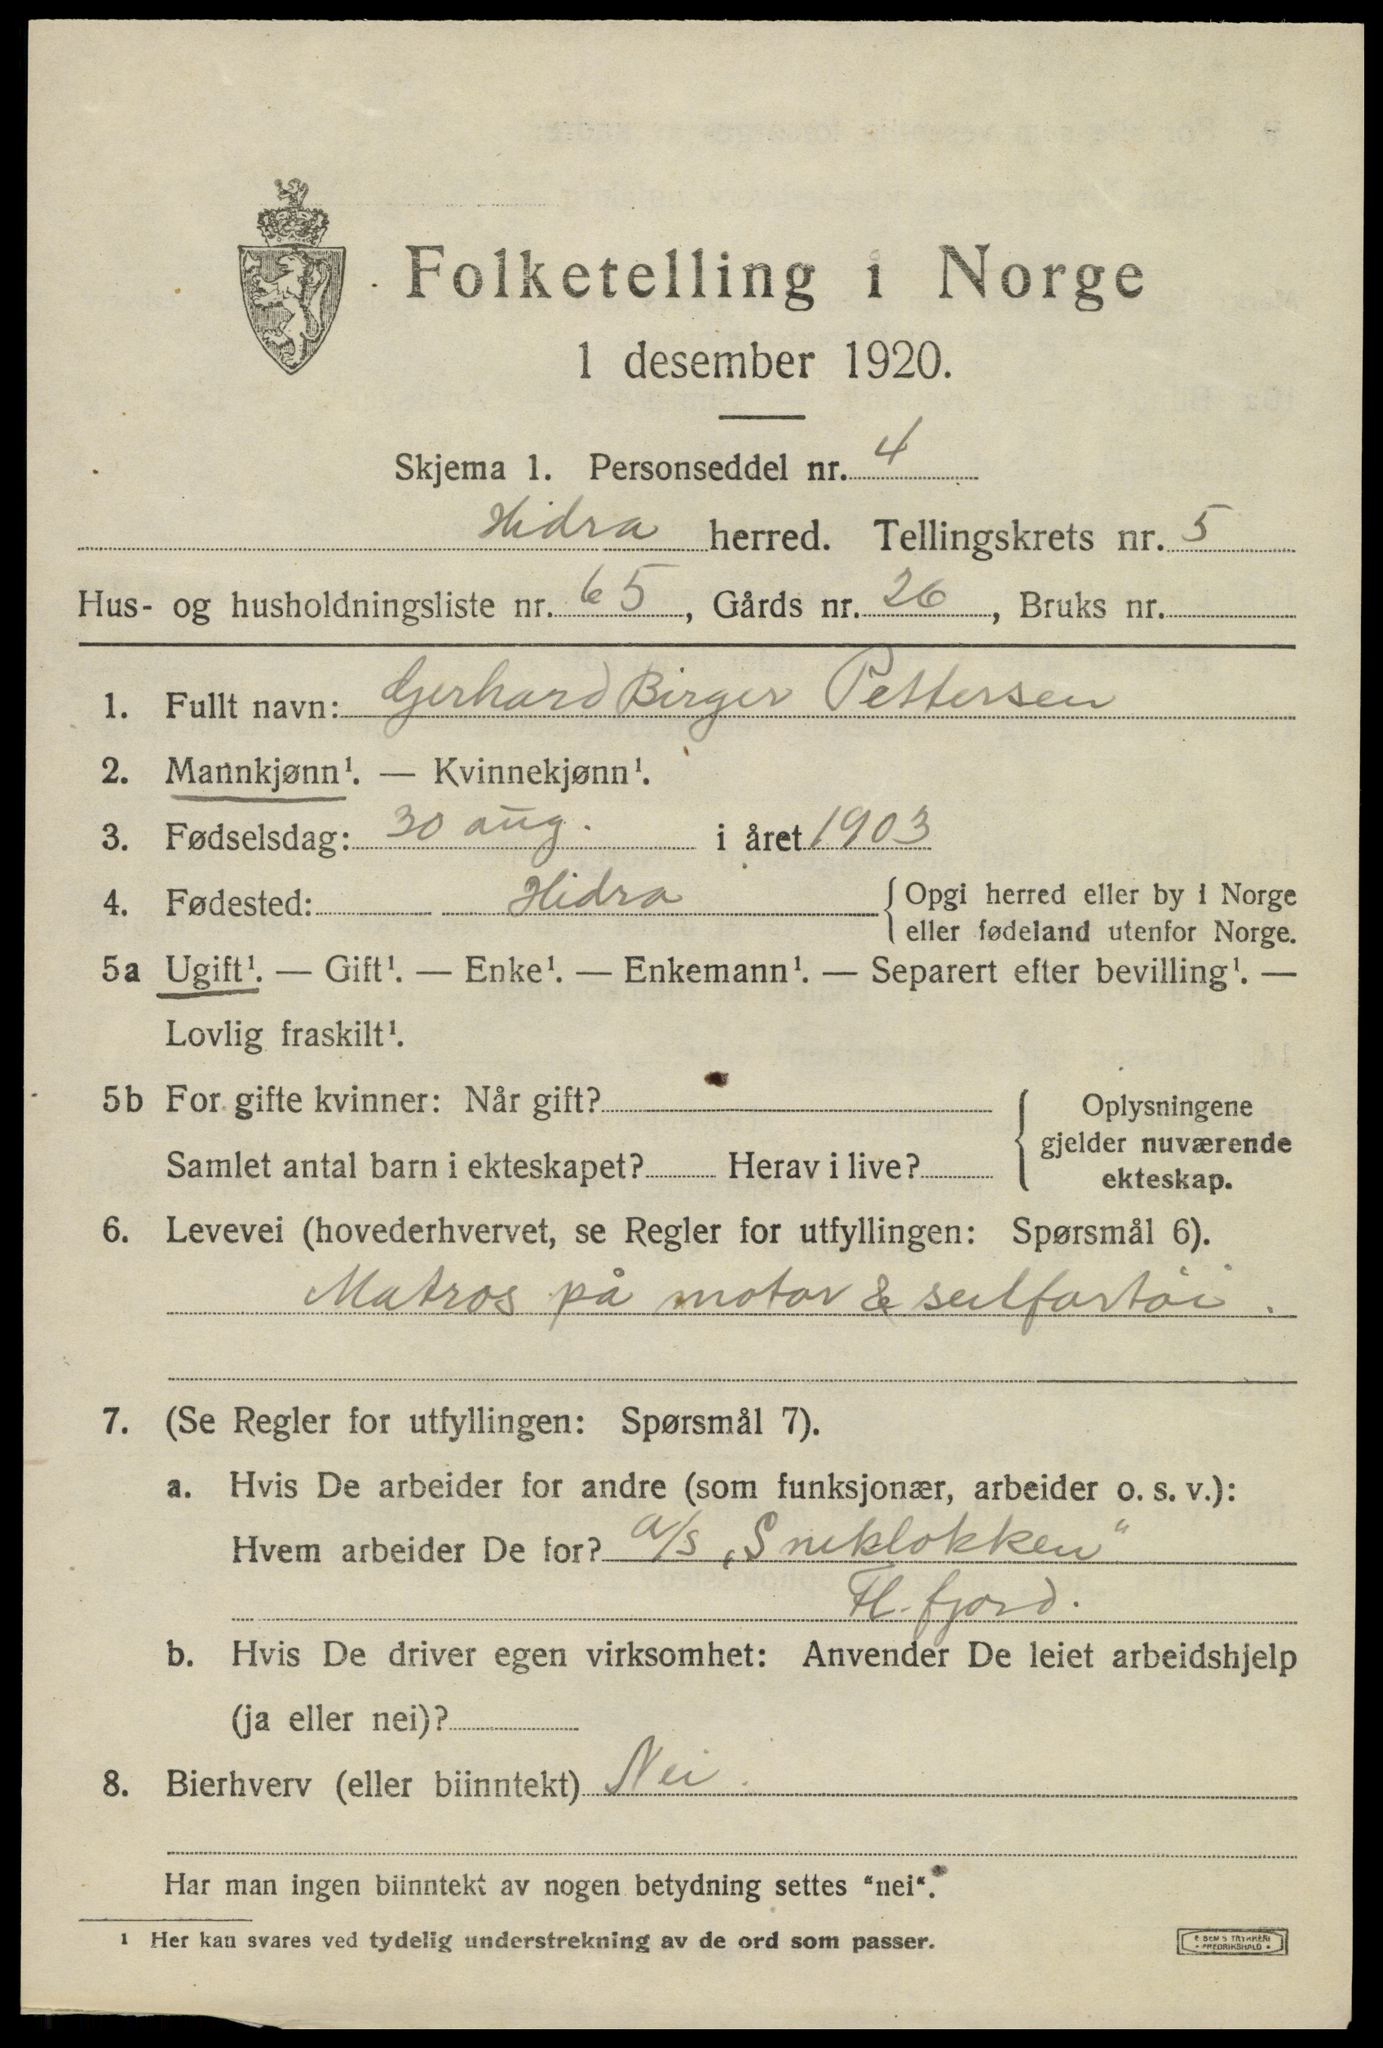 Folketelling i Norge
1 desember 1920.
Skjema 1. Personseddel nr. 4
Hidra herred. Tellingskrets nr. 5
Hus- og husholdningsliste nr. 65, Gårds nr. 26, Bruks nr.
1. Fullt navn: Gerhard Birger Pettersen
2. Mannkjønn¹. — Kvinnekjønn¹.
3. Fødselsdag: 30 aug. i året 1903
4. Fødested: Hidra { Opgi herred eller by i Norge
eller fødeland utenfor Norge.
5a Ugift¹. — Gift¹. — Enke¹. — Enkemann¹. — Separert efter bevilling¹. —
Lovlig fraskilt¹.
5b For gifte kvinner: Når gift? { Oplysningene
gjelder nuværende
Samlet antal barn i ekteskapet? Herav i live?
ekteskap.
6. Levevei (hovederhvervet, se Regler for utfyllingen: Spørsmål 6).
Matros på motor & seilfartøi.
7. (Se Regler for utfyllingen: Spørsmål 7).
a. Hvis De arbeider for andre (som funksjonær, arbeider o. s. v.):
Hvem arbeider De for? a/s „Sneklokken"
Fl. fjord.
b. Hvis De driver egen virksomhet: Anvender De leiet arbeidshjelp
(ja eller nei)?
8. Bierhverv (eller biinntekt) Nei.
Har man ingen biinntekt av nogen betydning settes "nei".
1 Her kan svares ved tydelig understrekning av de ord som passer.